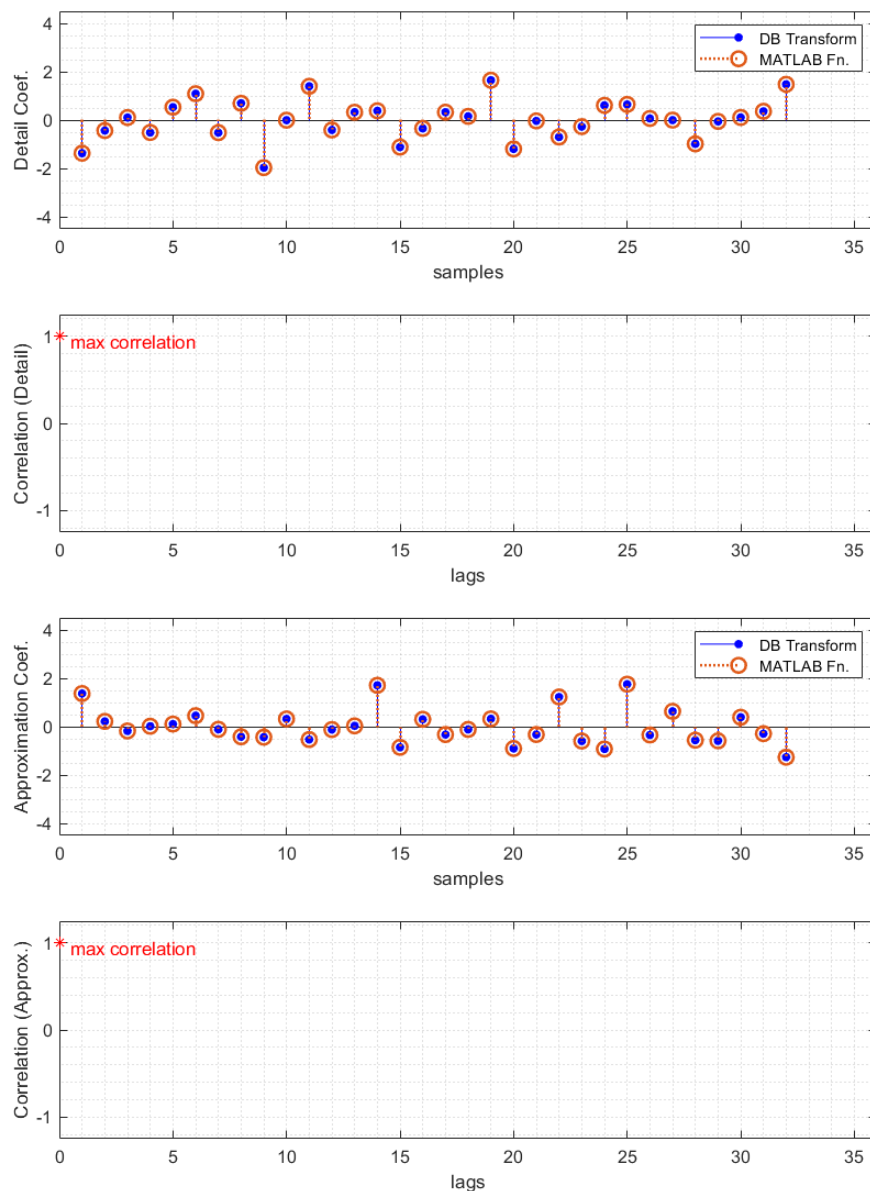 4
2
0
-2
-4
Detail Coef.
DB Transform
MATLAB Fn.
0 5 10 15 20 25 30 35
samples
1
0
-1
Correlation (Detail)
max correlation
0 5 10 15 20 25 30 35
lags
4
2
0
-2
-4
Approximation Coef.
DB Transform
MATLAB Fn.
0 5 10 15 20 25 30 35
samples
1
0
-1
Correlation (Approx.)
max correlation
0 5 10 15 20 25 30 35
lags